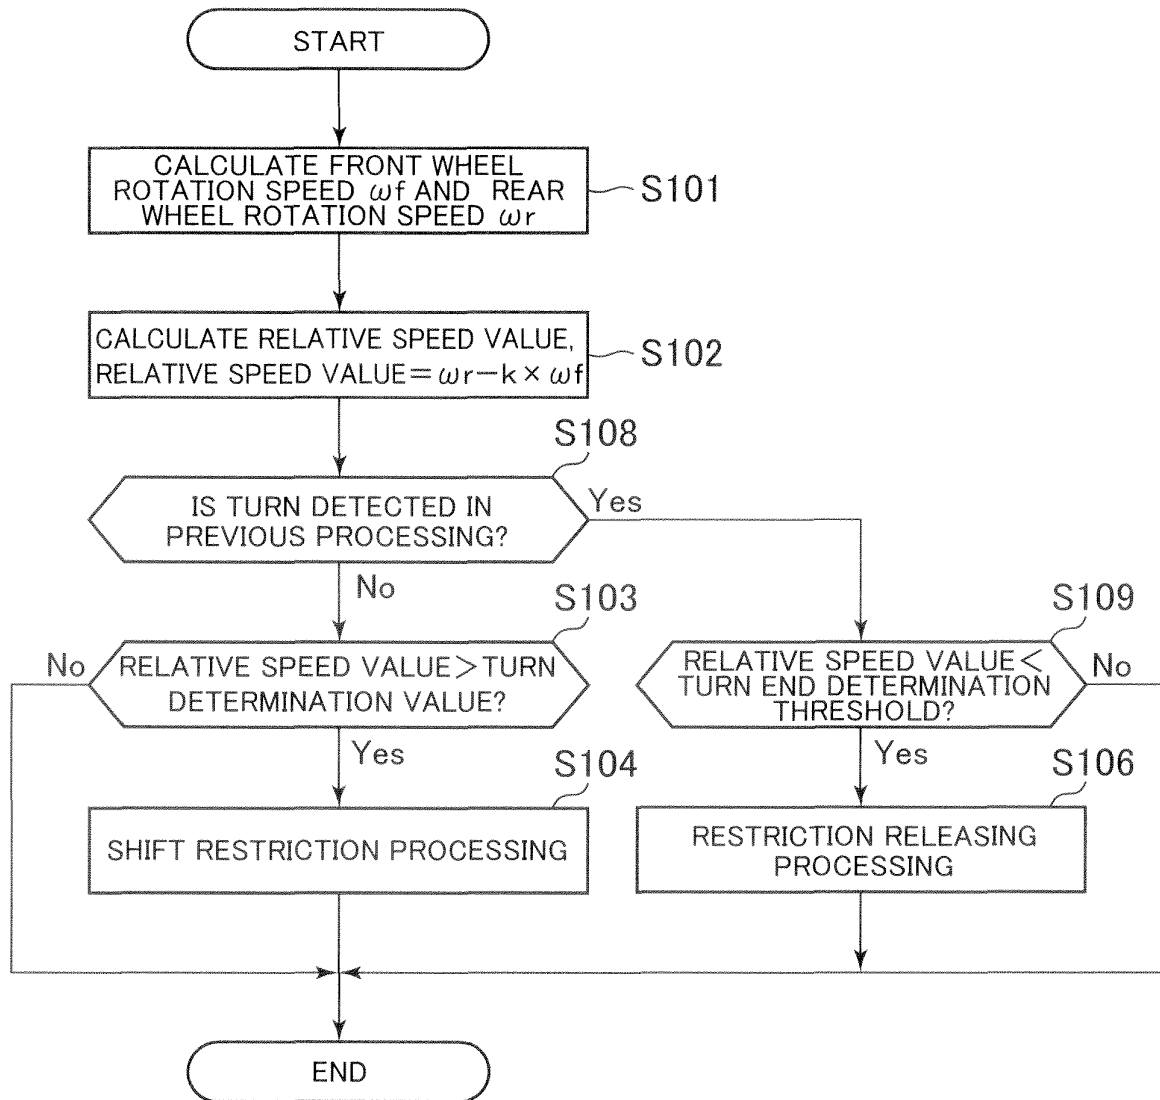 START
CALCULATE FRONT WHEEL
ROTATION SPEED ωf AND REAR
WHEEL ROTATION SPEED ωr
S101
CALCULATE RELATIVE SPEED VALUE,
RELATIVE SPEED VALUE=ωr−k×ωf
S102
S108
IS TURN DETECTED IN
PREVIOUS PROCESSING?
Yes
No
S103
No
RELATIVE SPEED VALUE>TURN
DETERMINATION VALUE?
Yes
S109
RELATIVE SPEED VALUE<
TURN END DETERMINATION
THRESHOLD?
No
Yes
S104
SHIFT RESTRICTION PROCESSING
S106
RESTRICTION RELEASING
PROCESSING
END